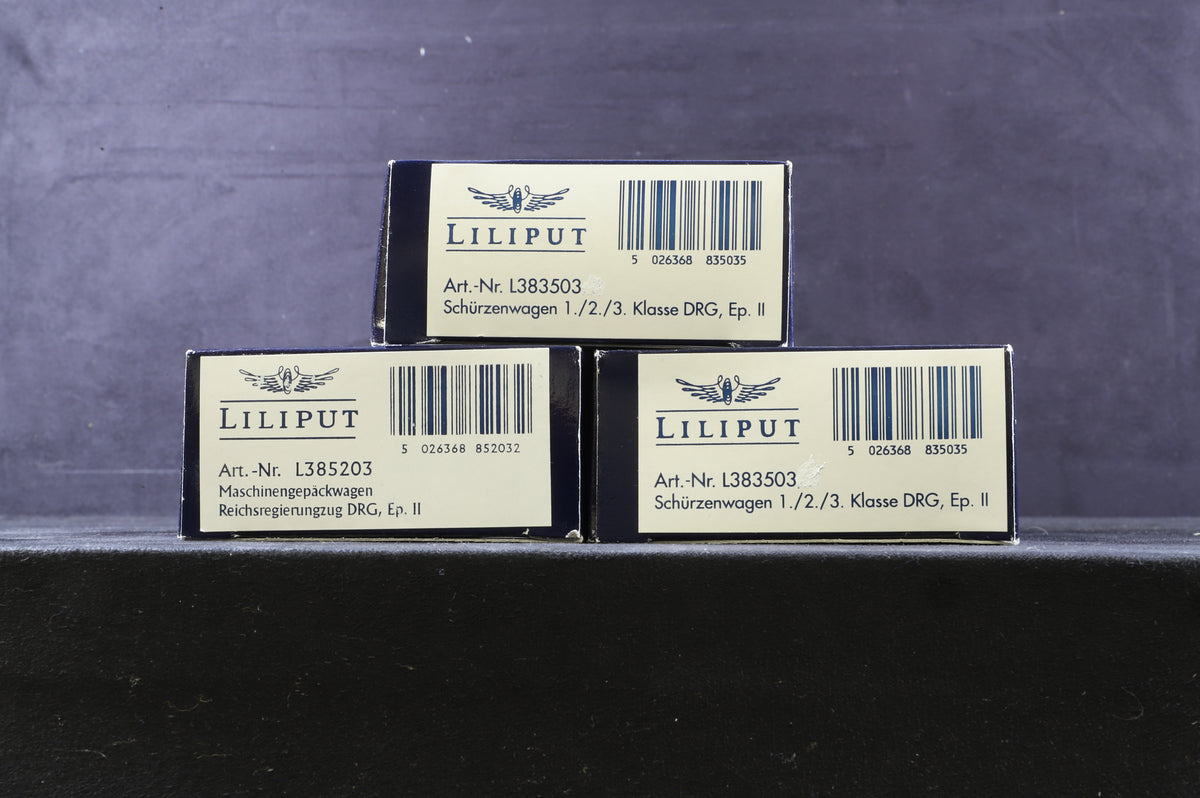 LILIPUT
5 026368 835035
Art.-Nr. L383503
Schürzenwagen 1./2./3. Klasse DRG, Ep. II
LILIPUT
5 026368 852032
Art.-Nr. L385203
Maschinengepäckwagen
Reichsregierungzug DRG, Ep. II
LILIPUT
5 026368 835035
Art.-Nr. L383503
Schürzenwagen 1./2./3. Klasse DRG, Ep. II